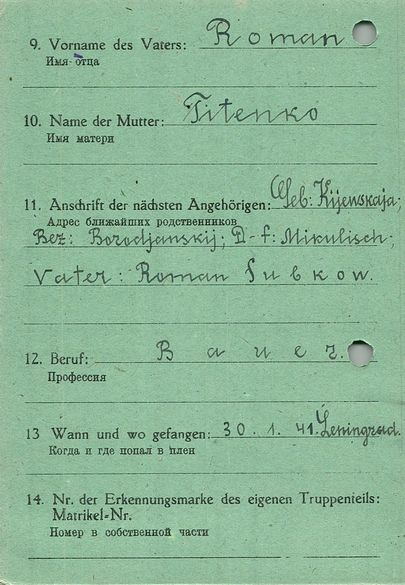 9. Vorname des Vaters: Roman
Имя отца
10. Name der Mutter: Titenko
Имя матери
11. Anschrift der nächsten Angehörigen: Geb: Kijewskaja;
Адрес ближайших родственников
Bez: Borodjanskij; D-f: Mikulisch;
Vater: Roman Subkow.
12. Beruf: Bauer.
Профессия
13 Wann und wo gefangen: 30. 1. 41. Leningrad.
Когда и где попал в плен
14. Nr. der Erkennungsmarke des eigenen Truppenteils:
Matrikel-Nr.
Номер в собственной части